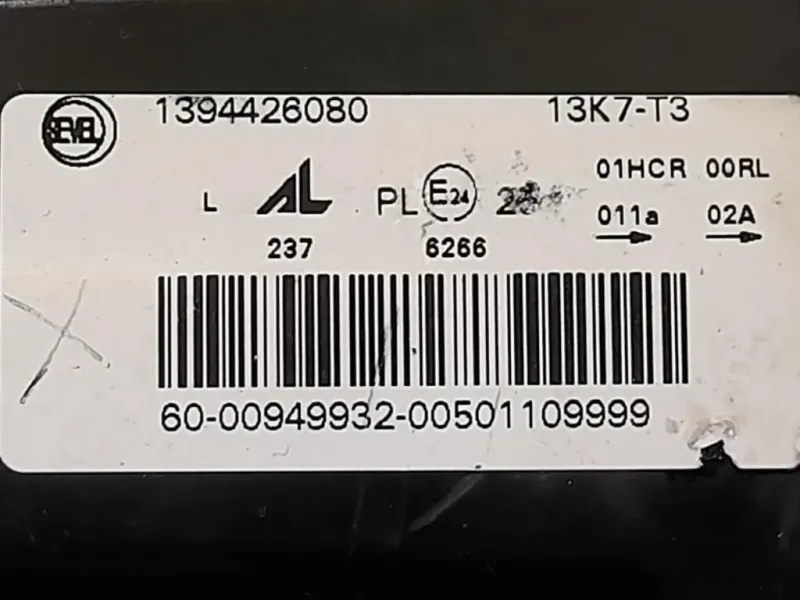 SEVEL 1394426080 13K7-T3
L AL PL E24 01HCR 00RL
011a 02A
237 6266
60-00949932-00501109999